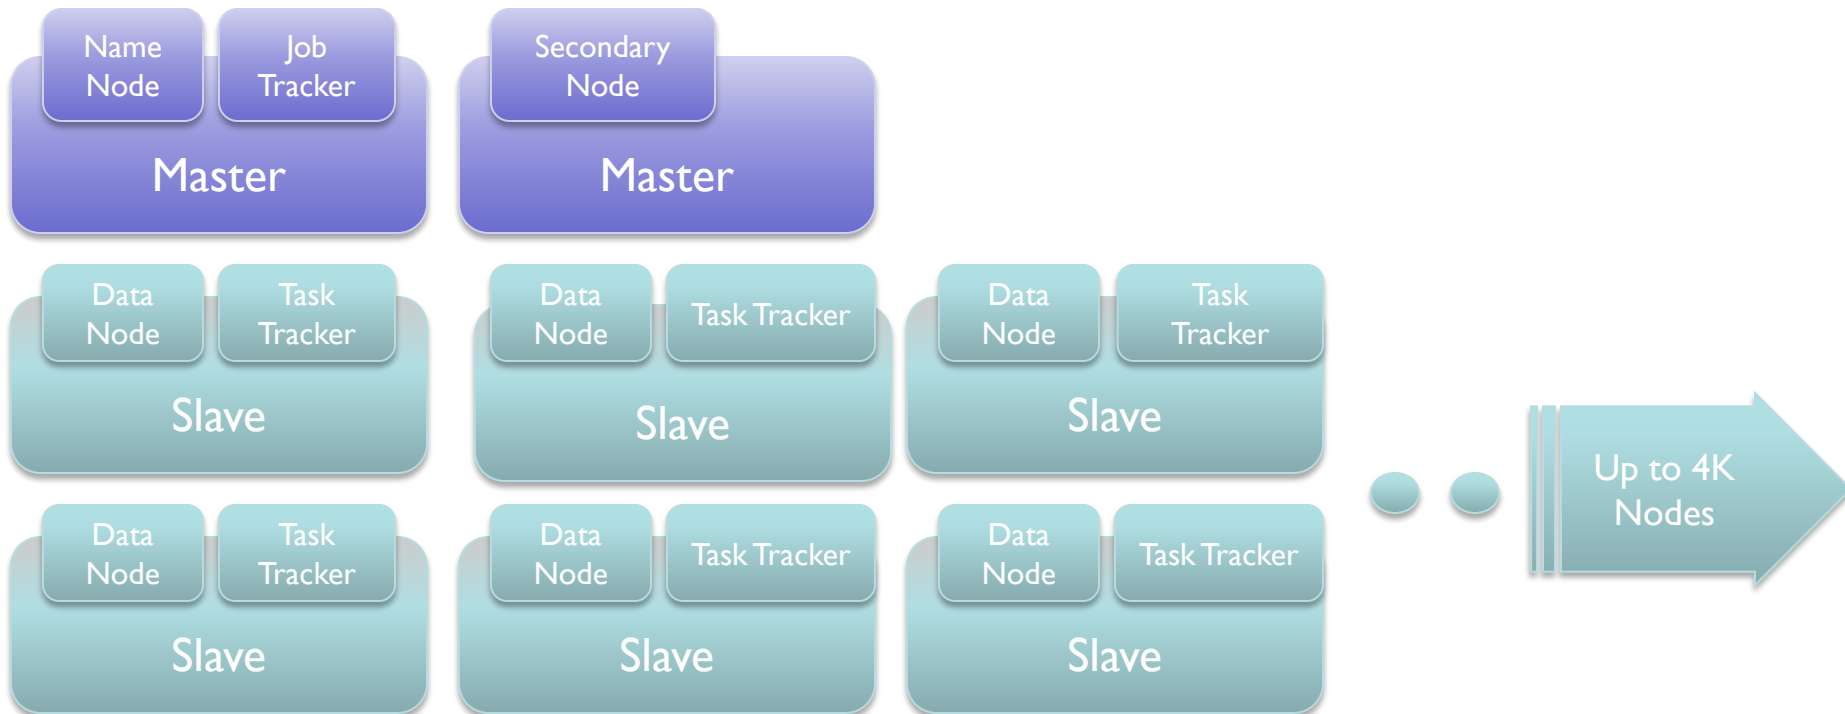 Name
Node
Job
Tracker
Master
Secondary
Node
Master
Data
Node
Task
Tracker
Slave
Data
Node
Task Tracker
Slave
Data
Node
Task
Tracker
Slave
Data
Node
Task
Tracker
Slave
Data
Node
Task Tracker
Slave
Data
Node
Task Tracker
Slave
Up to 4K
Nodes